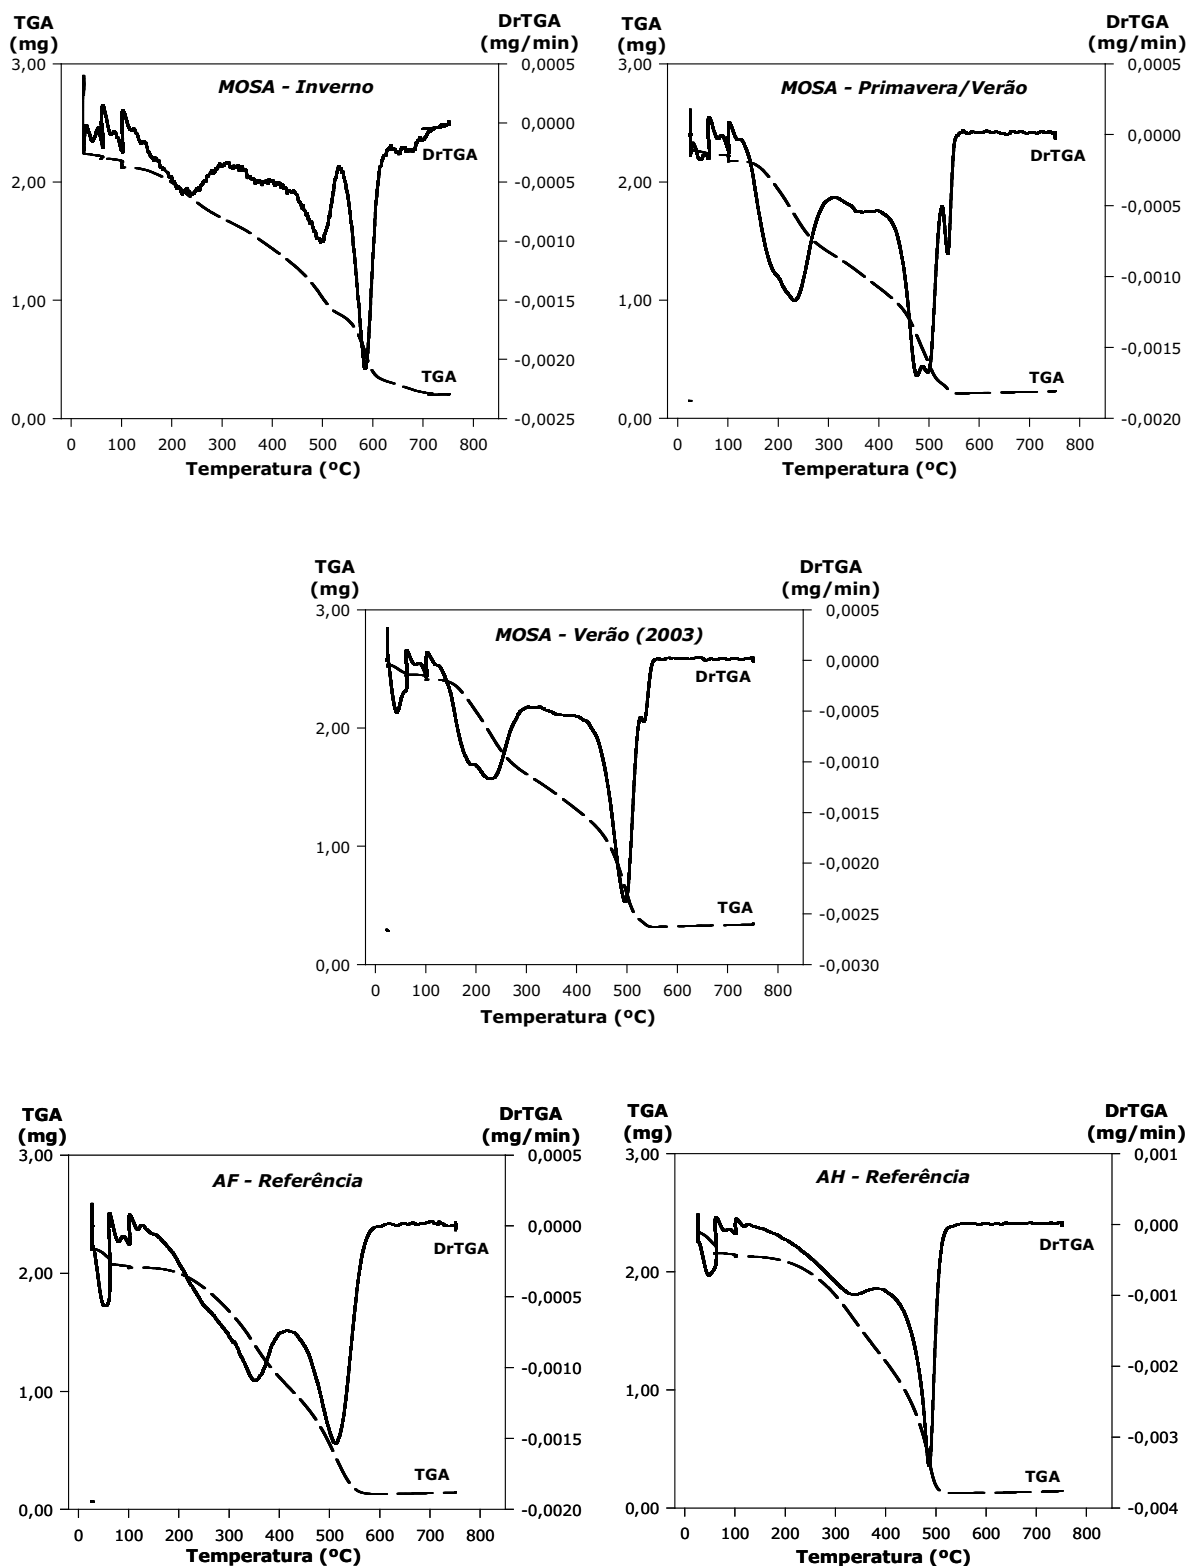 TGA
(mg)
DrTGA
(mg/min)
MOSA - Inverno
3,00
2,00
1,00
0,00
0,0005
0,0000
-0,0005
-0,0010
-0,0015
-0,0020
-0,0025
DrTGA
TGA
0 100 200 300 400 500 600 700 800
Temperatura (ºC)
TGA
(mg)
DrTGA
(mg/min)
MOSA - Primavera/Verão
3,00
2,00
1,00
0,00
0,0005
0,0000
-0,0005
-0,0010
-0,0015
-0,0020
DrTGA
TGA
0 100 200 300 400 500 600 700 800
Temperatura (ºC)
TGA
(mg)
DrTGA
(mg/min)
MOSA - Verão (2003)
3,00
2,00
1,00
0,00
0,0005
0,0000
-0,0005
-0,0010
-0,0015
-0,0020
-0,0025
-0,0030
DrTGA
TGA
0 100 200 300 400 500 600 700 800
Temperatura (ºC)
TGA
(mg)
DrTGA
(mg/min)
AF - Referência
3,00
2,00
1,00
0,00
0,0005
0,0000
-0,0005
-0,0010
-0,0015
-0,0020
DrTGA
TGA
0 100 200 300 400 500 600 700 800
Temperatura (ºC)
TGA
(mg)
DrTGA
(mg/min)
AH - Referência
3,00
2,00
1,00
0,00
0,001
0,000
-0,001
-0,002
-0,003
-0,004
DrTGA
TGA
0 100 200 300 400 500 600 700 800
Temperatura (ºC)